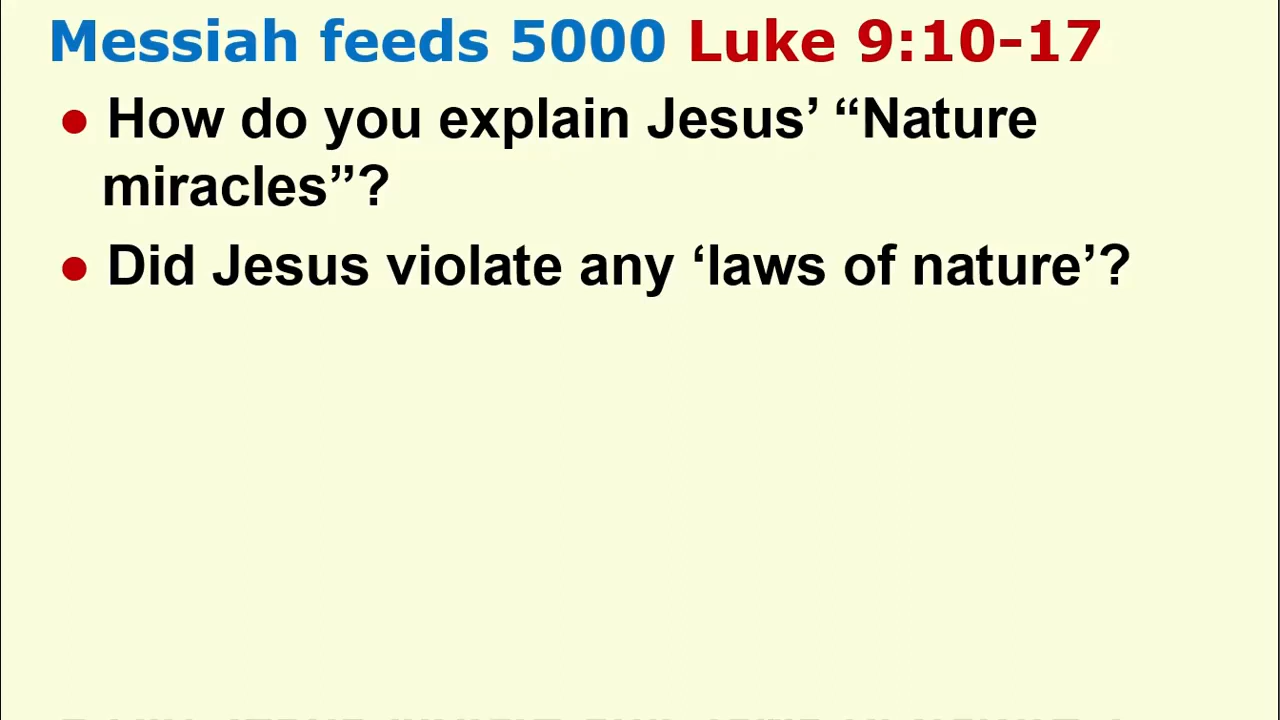 Messiah feeds 5000 Luke 9:10-17
● How do you explain Jesus’ “Nature
miracles”?
● Did Jesus violate any ‘laws of nature’?